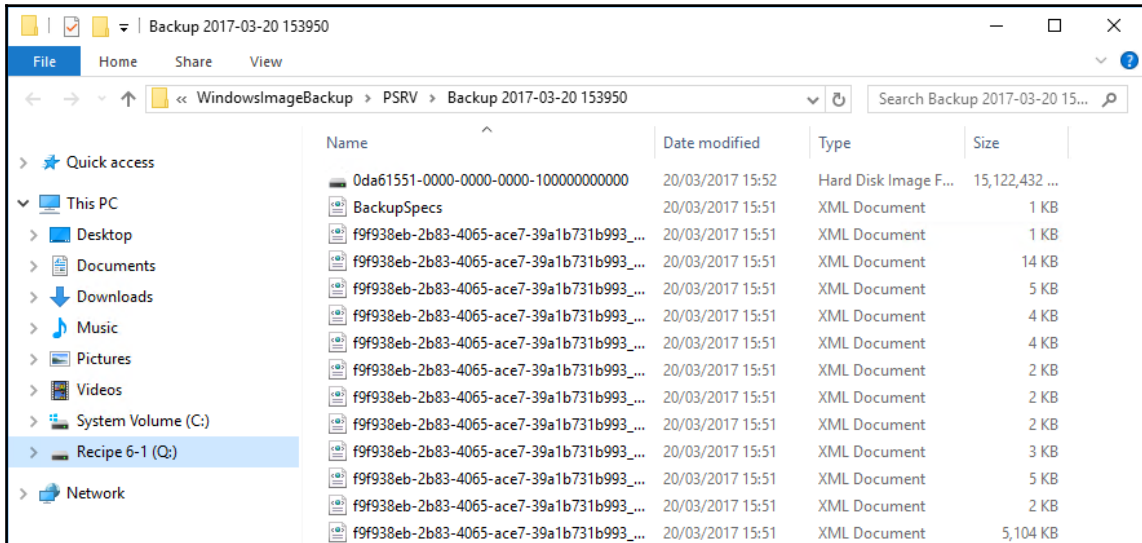 Backup 2017-03-20 153950
File Home Share View
« WindowsImageBackup > PSRV > Backup 2017-03-20 153950 Search Backup 2017-03-20 15...
Name Date modified Type Size
Quick access
This PC
Desktop
Documents
Downloads
Music
Pictures
Videos
System Volume (C:)
Recipe 6-1 (Q:)
Network
0da61551-0000-0000-0000-100000000000 20/03/2017 15:52 Hard Disk Image F... 15,122,432 ...
BackupSpecs 20/03/2017 15:51 XML Document 1 KB
f9f938eb-2b83-4065-ace7-39a1b731b993_... 20/03/2017 15:51 XML Document 1 KB
f9f938eb-2b83-4065-ace7-39a1b731b993_... 20/03/2017 15:51 XML Document 14 KB
f9f938eb-2b83-4065-ace7-39a1b731b993_... 20/03/2017 15:51 XML Document 5 KB
f9f938eb-2b83-4065-ace7-39a1b731b993_... 20/03/2017 15:51 XML Document 4 KB
f9f938eb-2b83-4065-ace7-39a1b731b993_... 20/03/2017 15:51 XML Document 4 KB
f9f938eb-2b83-4065-ace7-39a1b731b993_... 20/03/2017 15:51 XML Document 2 KB
f9f938eb-2b83-4065-ace7-39a1b731b993_... 20/03/2017 15:51 XML Document 2 KB
f9f938eb-2b83-4065-ace7-39a1b731b993_... 20/03/2017 15:51 XML Document 2 KB
f9f938eb-2b83-4065-ace7-39a1b731b993_... 20/03/2017 15:51 XML Document 3 KB
f9f938eb-2b83-4065-ace7-39a1b731b993_... 20/03/2017 15:51 XML Document 5 KB
f9f938eb-2b83-4065-ace7-39a1b731b993_... 20/03/2017 15:51 XML Document 2 KB
f9f938eb-2b83-4065-ace7-39a1b731b993_... 20/03/2017 15:51 XML Document 5,104 KB